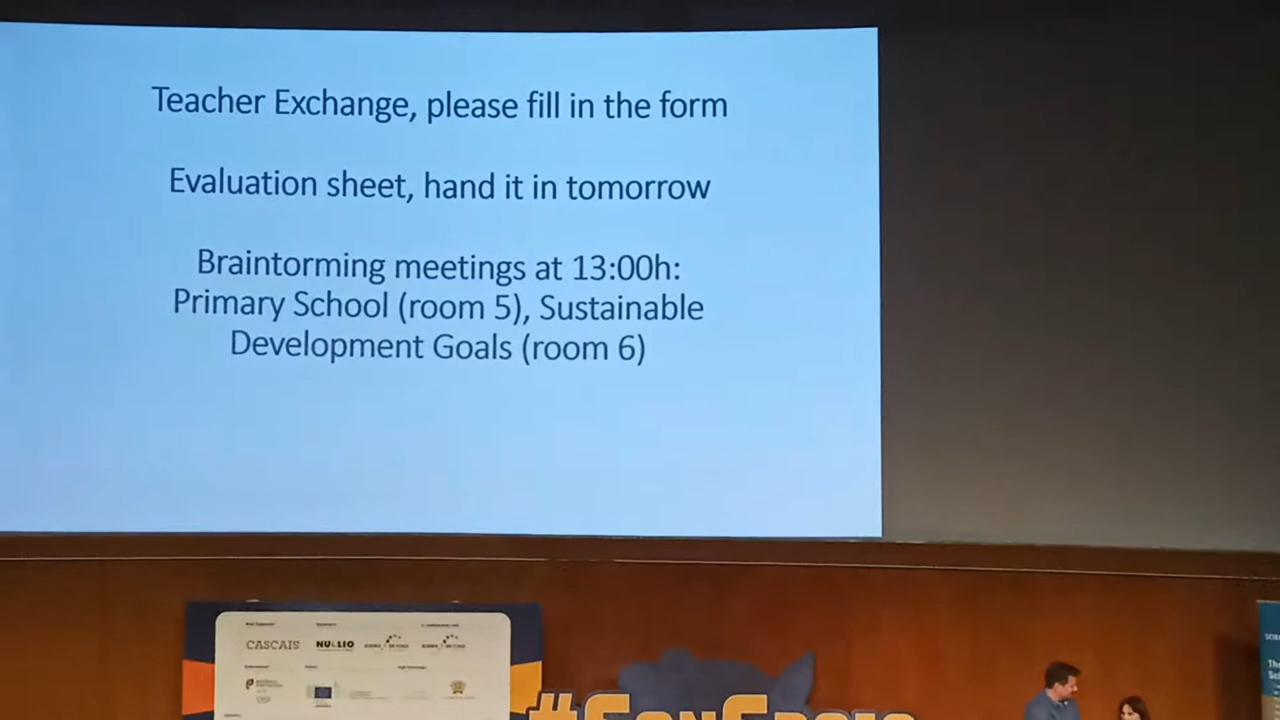 Teacher Exchange, please fill in the form
Evaluation sheet, hand it in tomorrow
Braintorming meetings at 13:00h:
Primary School (room 5), Sustainable
Development Goals (room 6)
CASCAIS